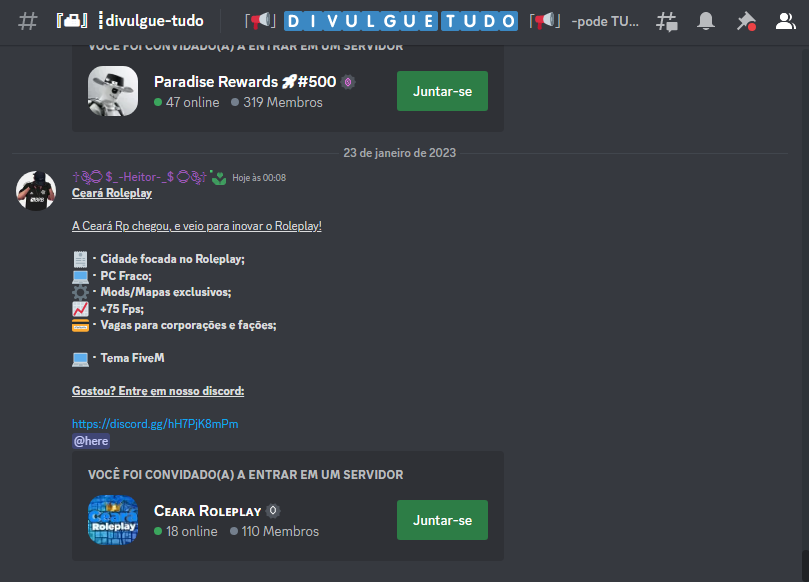 divulgue-tudo
DIVULGUE TUDO -pode TU...
VOCÊ FOI CONVIDADO(A) A ENTRAR EM UM SERVIDOR
Paradise Rewards 🚀#500
47 online 319 Membros
Juntar-se
23 de janeiro de 2023
$_-Heitor-_$ Hoje às 00:08
Ceará Roleplay
A Ceará Rp chegou, e veio para inovar o Roleplay!
· Cidade focada no Roleplay;
· PC Fraco;
· Mods/Mapas exclusivos;
· +75 Fps;
· Vagas para corporações e fações;
· Tema FiveM
Gostou? Entre em nosso discord:
https://discord.gg/hH7PjK8mPm
@here
VOCÊ FOI CONVIDADO(A) A ENTRAR EM UM SERVIDOR
Ceará
Roleplay
Ceara Roleplay
18 online 110 Membros
Juntar-se